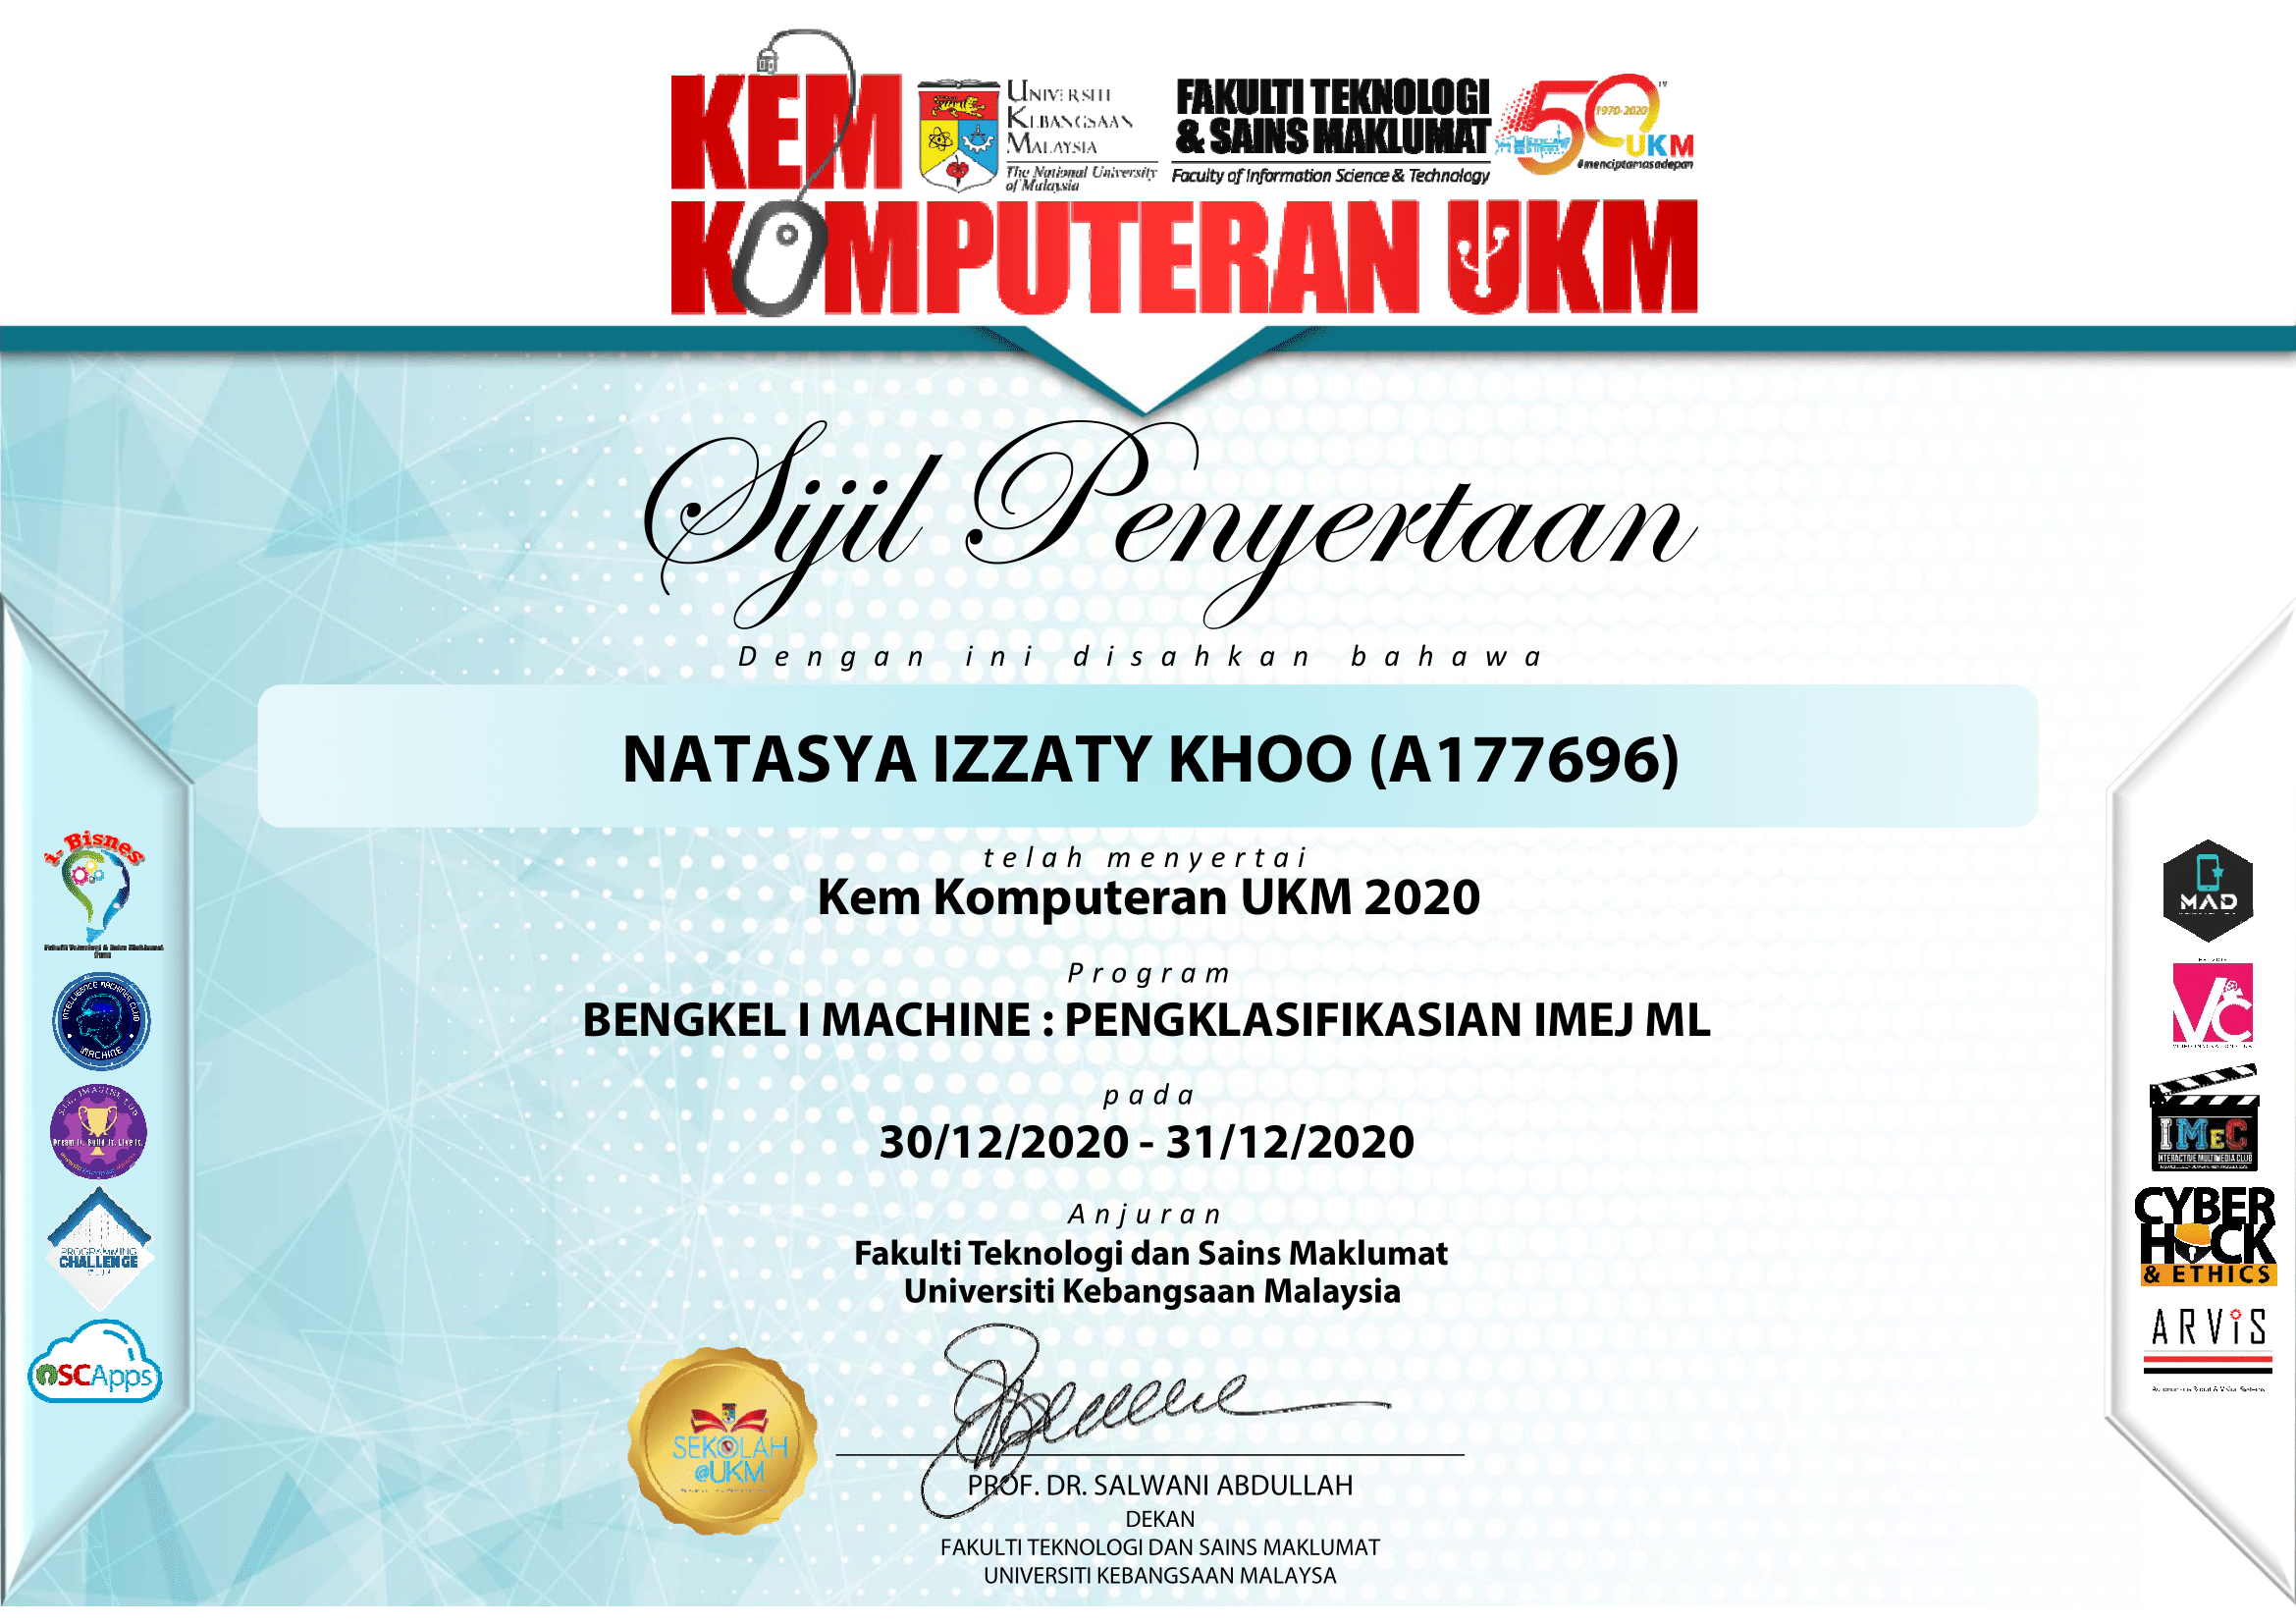 KEM
UNIVERSITI
KEBANGSAAN
MALAYSIA
The National University
of Malaysia
FAKULTI TEKNOLOGI
& SAINS MAKLUMAT
Faculty of Information Science & Technology
50
1970-2020
UKM
#menciptamasadepan
KOMPUTERAN UKM
Sijil Penyertaan
Dengan ini disahkan bahawa
NATASYA IZZATY KHOO (A177696)
telah menyertai
Kem Komputeran UKM 2020
Program
BENGKEL I MACHINE : PENGKLASIFIKASIAN IMEJ ML
pada
30/12/2020 - 31/12/2020
Anjuran
Fakulti Teknologi dan Sains Maklumat
Universiti Kebangsaan Malaysia
SEKOLAH
@UKM
PROF. DR. SALWANI ABDULLAH
DEKAN
FAKULTI TEKNOLOGI DAN SAINS MAKLUMAT
UNIVERSITI KEBANGSAAN MALAYSA
i-Bisnes
Fakulti Teknologi & Sains Maklumat
INTELLIGENCE MACHINE CLUB
IMACHINE
S.I.G. IMAGINE CUP
Dream It. Build It. Live It.
PROGRAMMING
CHALLENGE
OSCApps
MAD
VC
IMeC
INTERACTIVE MULTIMEDIA CLUB
CYBER
HACK
& ETHICS
ARViS